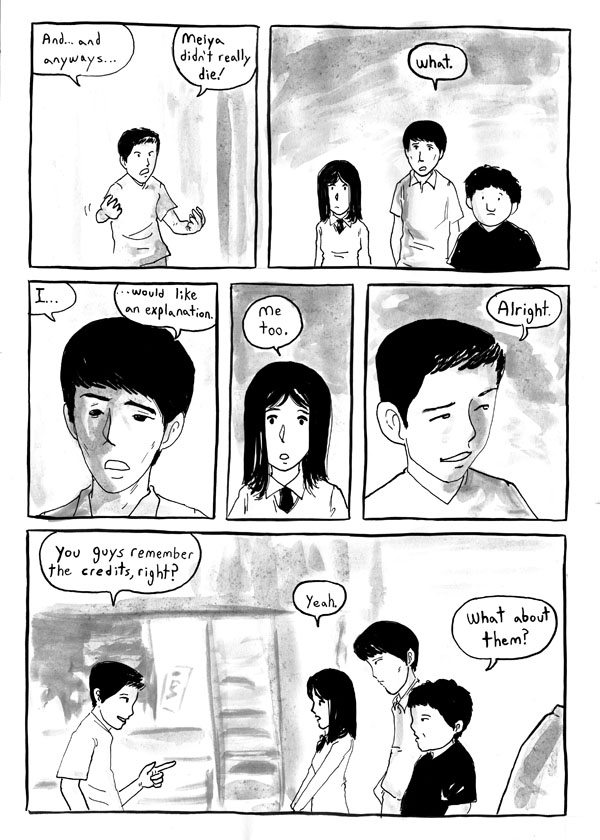 And... and
anyways...
Meiya
didn't really
die!
What.
I...
...would like
an explanation.
Me
too.
Alright.
You guys remember
the credits, right?
Yeah.
What about
them?